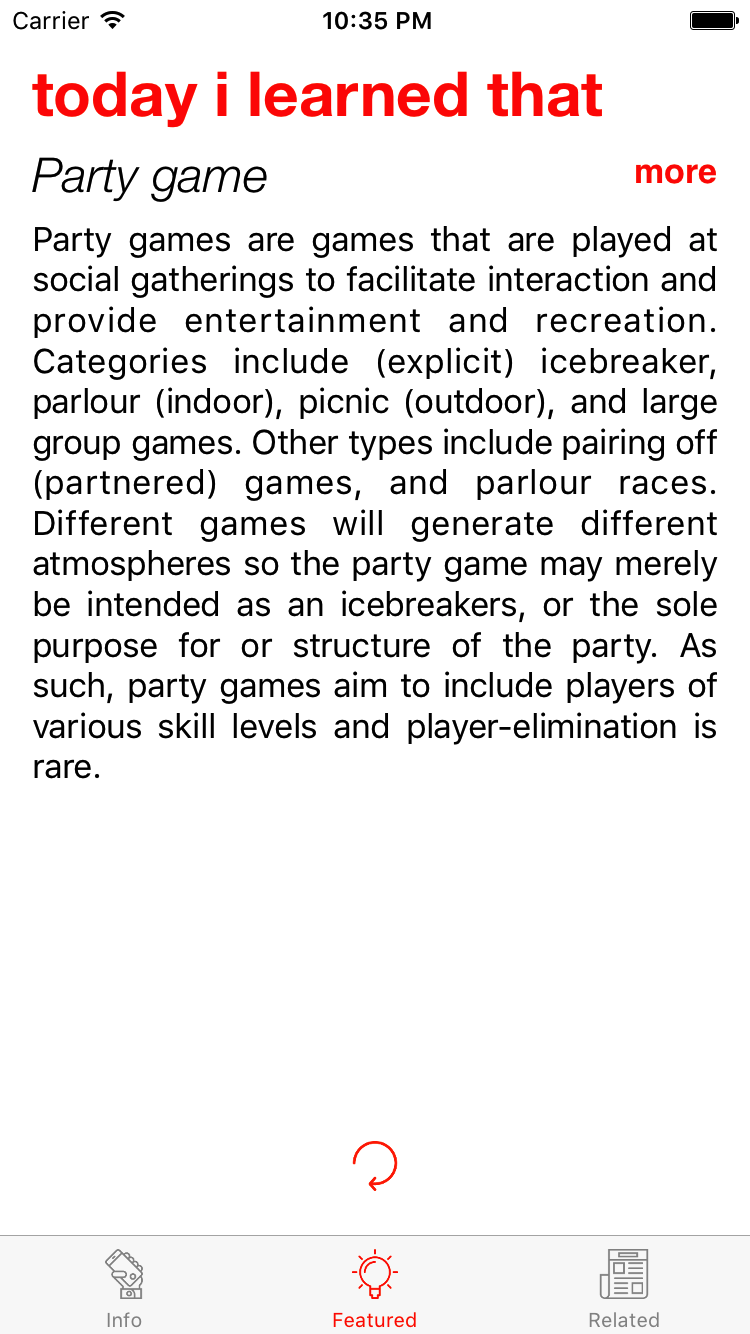 Carrier 10:35 PM
today i learned that
Party game more
Party games are games that are played at
social gatherings to facilitate interaction and
provide entertainment and recreation.
Categories include (explicit) icebreaker,
parlour (indoor), picnic (outdoor), and large
group games. Other types include pairing off
(partnered) games, and parlour races.
Different games will generate different
atmospheres so the party game may merely
be intended as an icebreakers, or the sole
purpose for or structure of the party. As
such, party games aim to include players of
various skill levels and player-elimination is
rare.
Info Featured Related